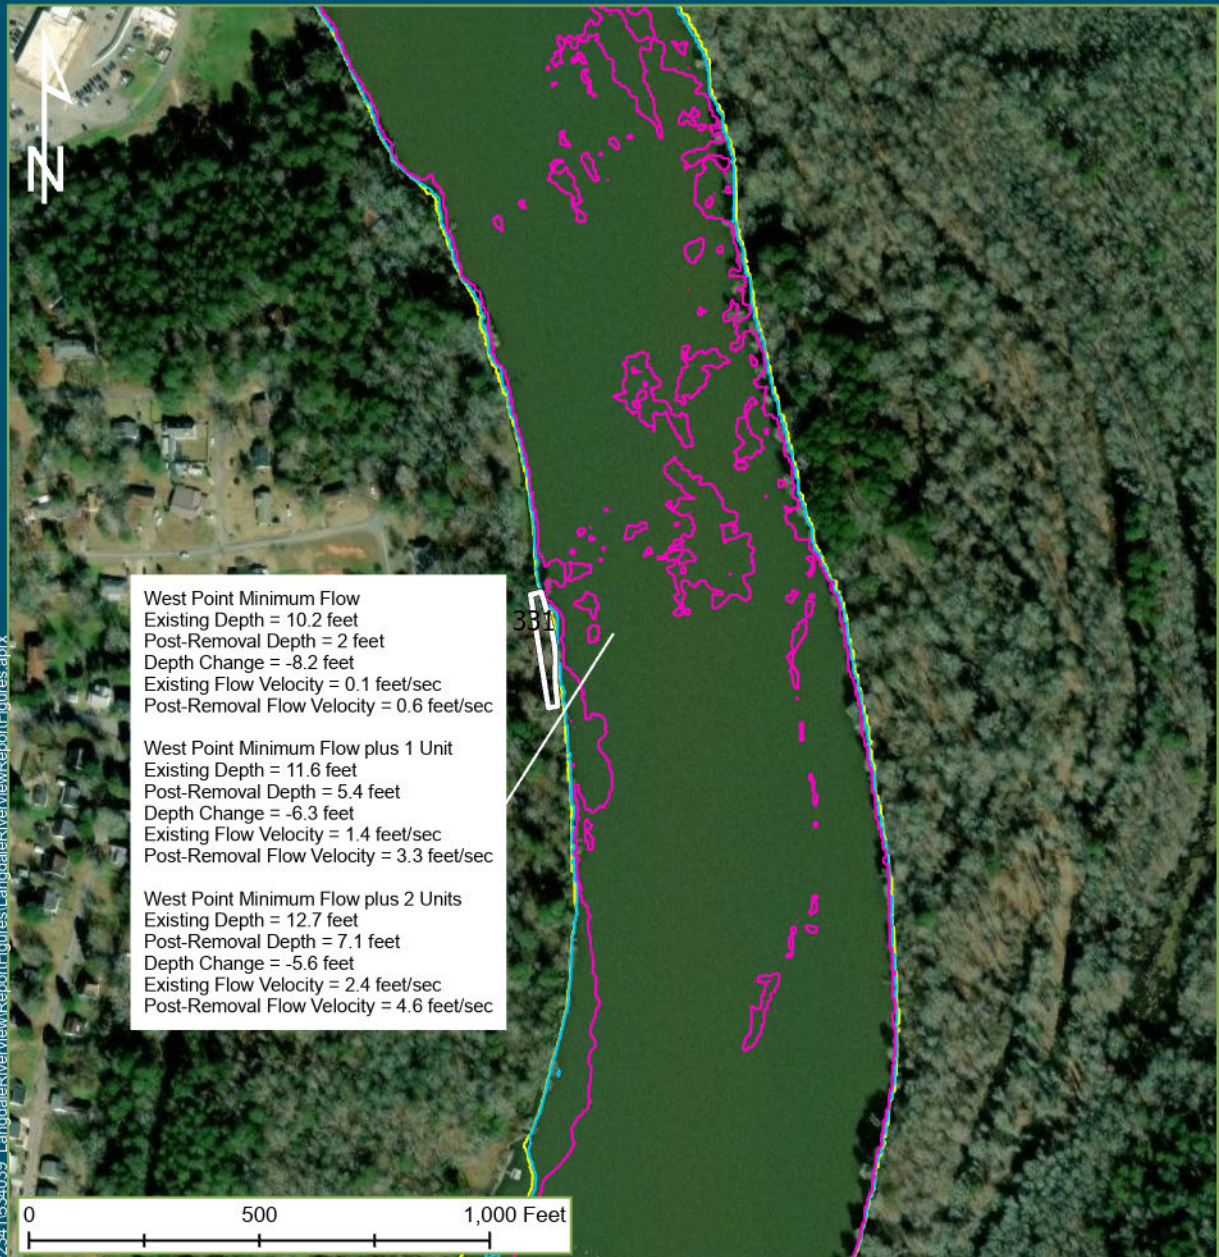 N
331
West Point Minimum Flow
Existing Depth = 10.2 feet
Post-Removal Depth = 2 feet
Depth Change = -8.2 feet
Existing Flow Velocity = 0.1 feet/sec
Post-Removal Flow Velocity = 0.6 feet/sec
West Point Minimum Flow plus 1 Unit
Existing Depth = 11.6 feet
Post-Removal Depth = 5.4 feet
Depth Change = -6.3 feet
Existing Flow Velocity = 1.4 feet/sec
Post-Removal Flow Velocity = 3.3 feet/sec
West Point Minimum Flow plus 2 Units
Existing Depth = 12.7 feet
Post-Removal Depth = 7.1 feet
Depth Change = -5.6 feet
Existing Flow Velocity = 2.4 feet/sec
Post-Removal Flow Velocity = 4.6 feet/sec
0 500 1,000 Feet